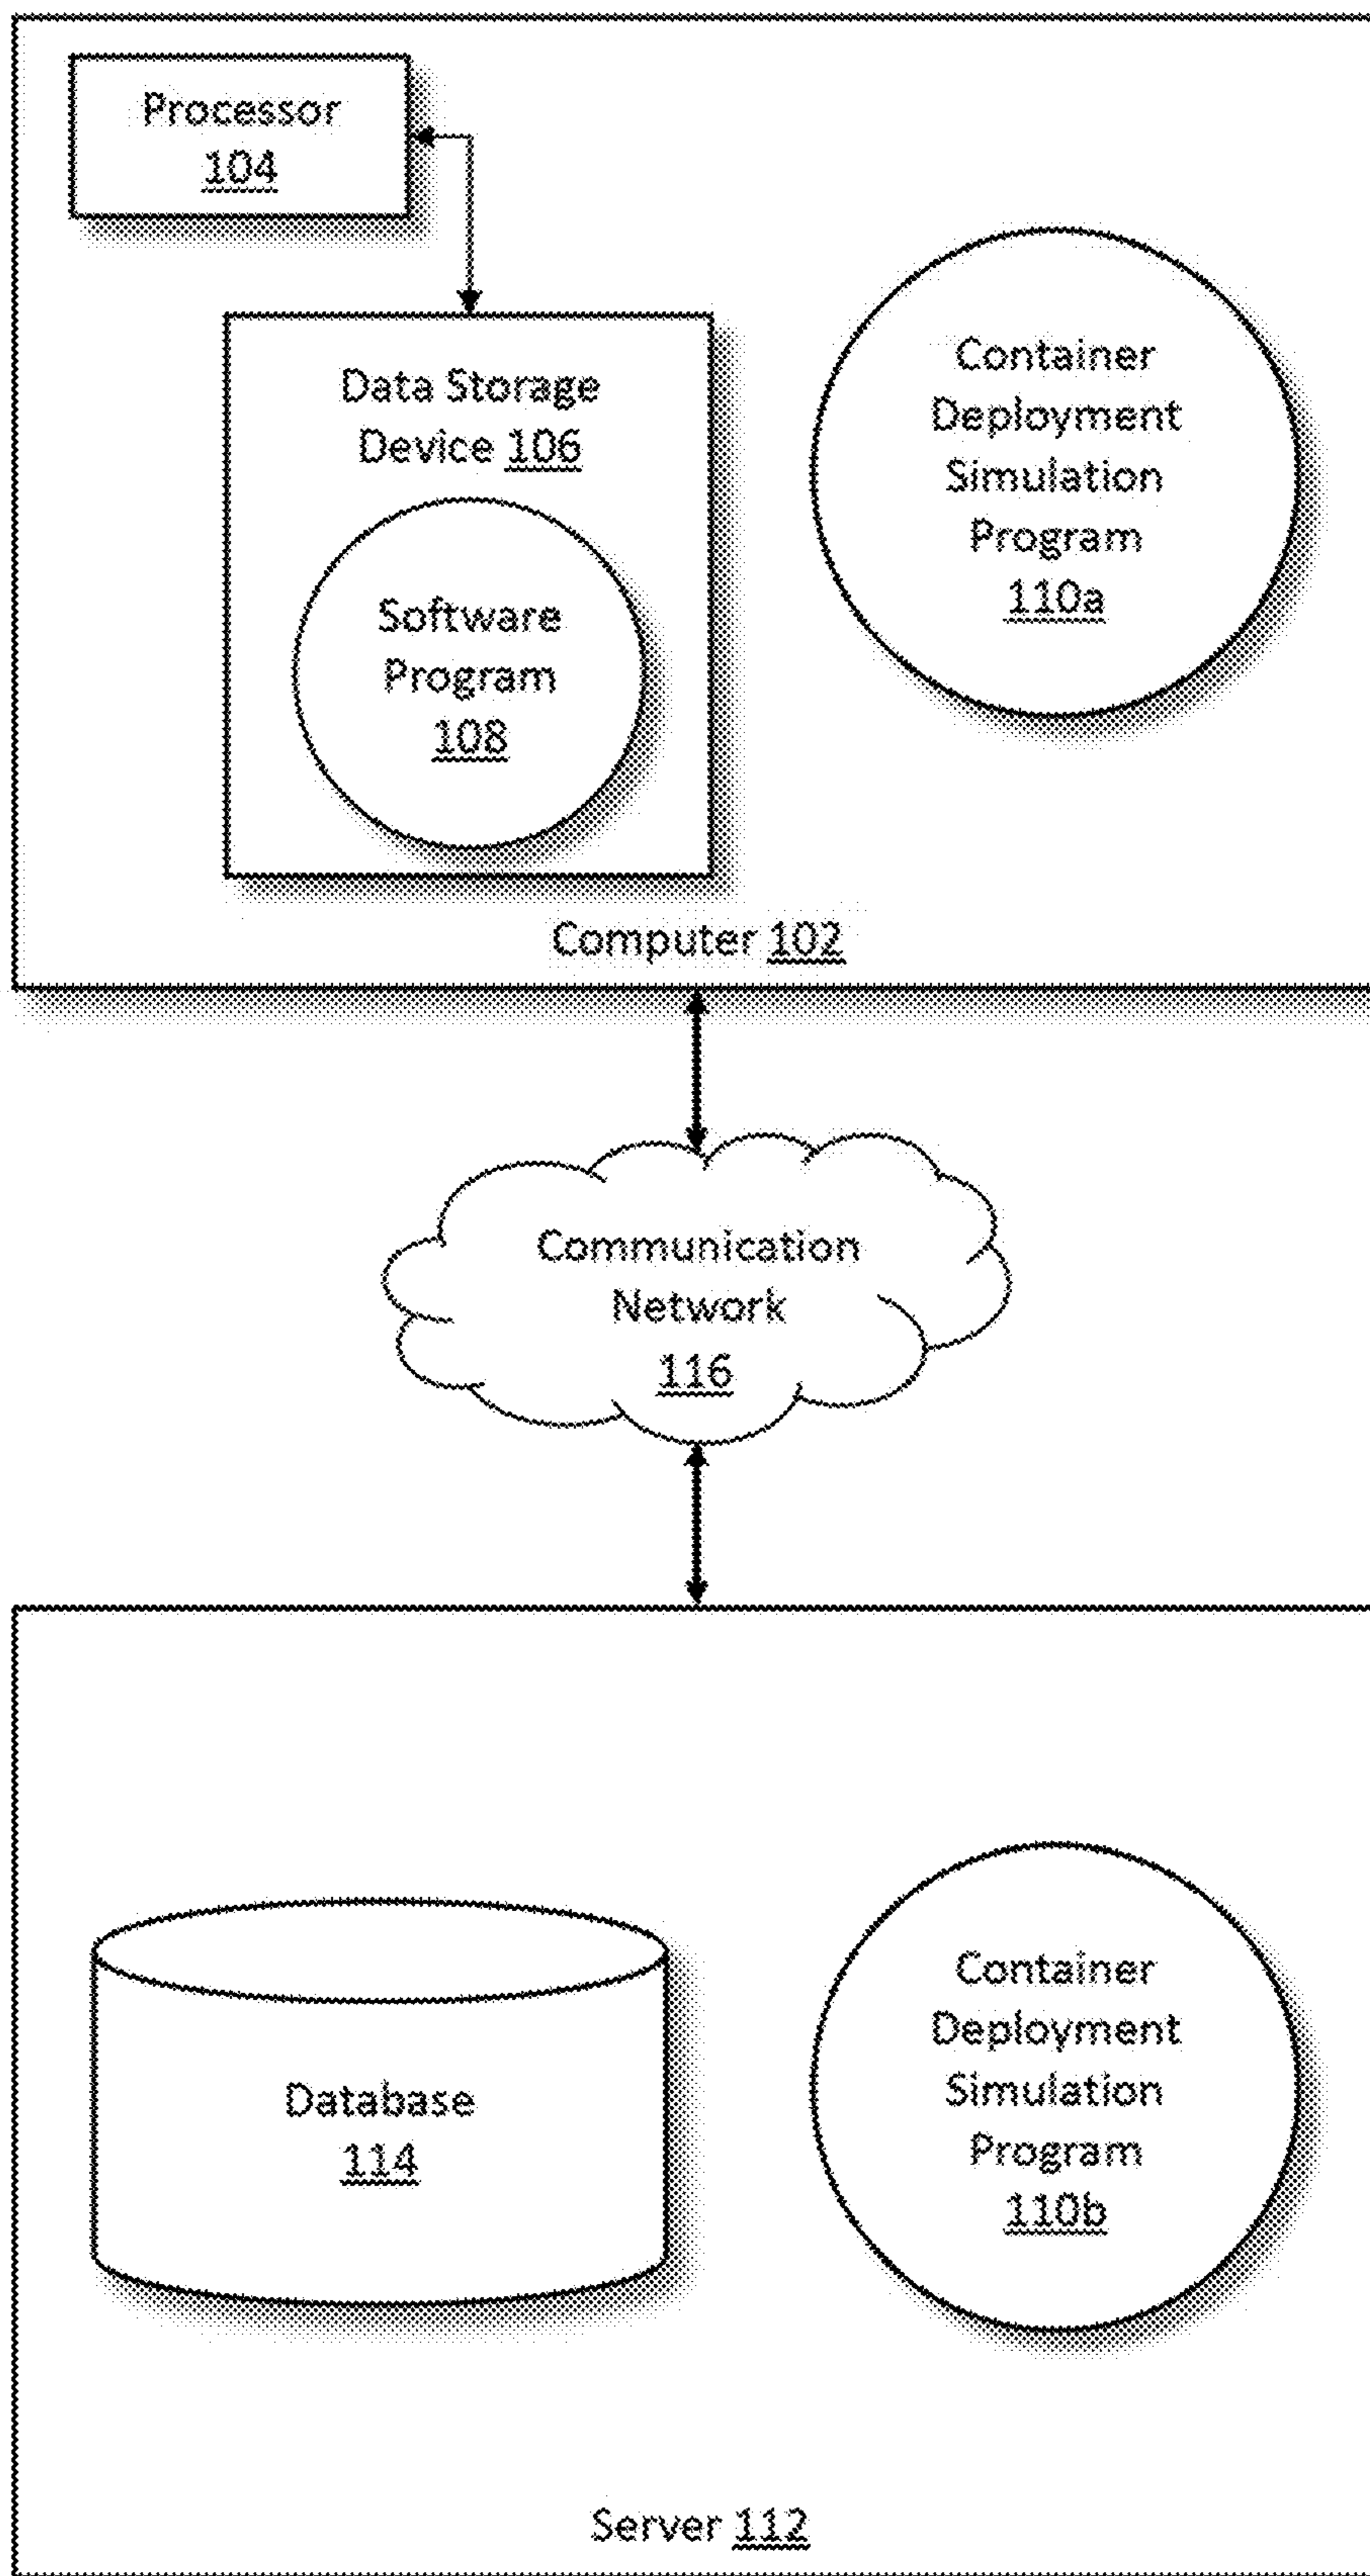 Processor
104
Data Storage
Device 106
Software
Program
108
Container
Deployment
Simulation
Program
110a
Computer 102
Communication
Network
116
Database
114
Container
Deployment
Simulation
Program
110b
Server 112